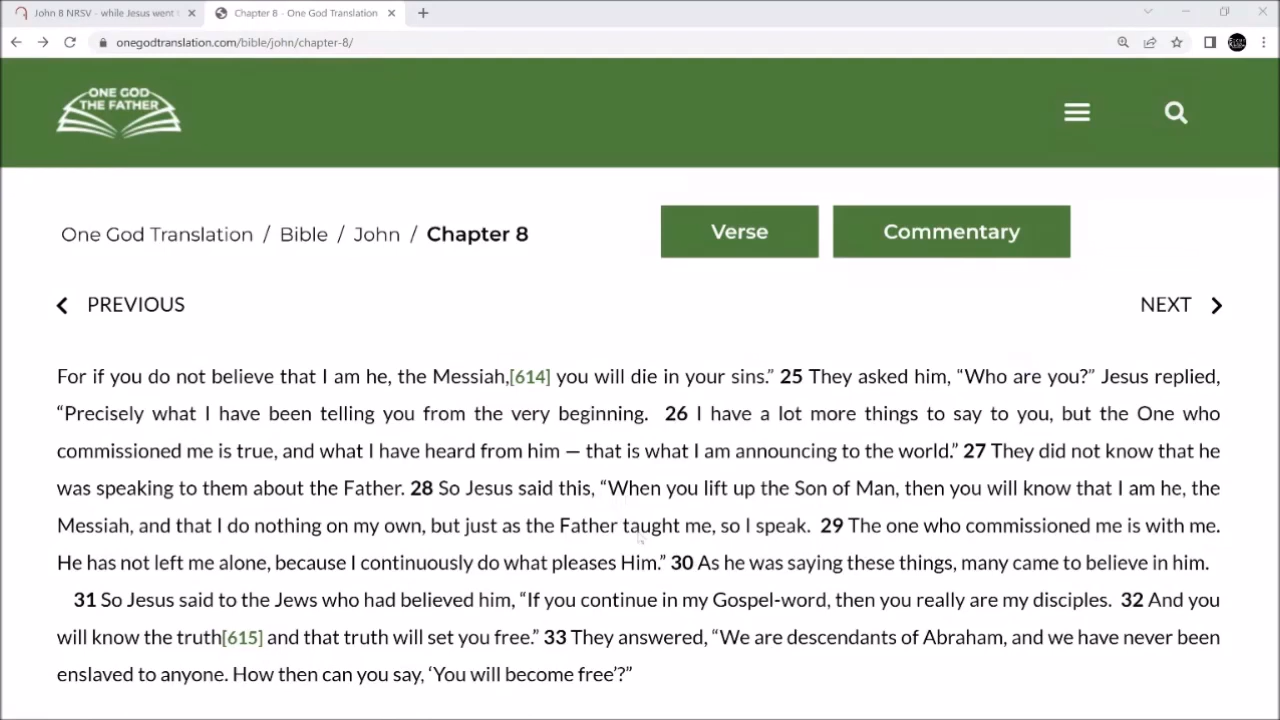 John 8 NRSV - while Jesus went
Chapter 8 - One God Translation
onegodtranslation.com/bible/john/chapter-8/
ONE GOD
THE FATHER
One God Translation / Bible / John / Chapter 8
Verse
Commentary
PREVIOUS
NEXT
For if you do not believe that I am he, the Messiah,[614] you will die in your sins.” 25 They asked him, “Who are you?” Jesus replied,
“Precisely what I have been telling you from the very beginning. 26 I have a lot more things to say to you, but the One who
commissioned me is true, and what I have heard from him — that is what I am announcing to the world.” 27 They did not know that he
was speaking to them about the Father. 28 So Jesus said this, “When you lift up the Son of Man, then you will know that I am he, the
Messiah, and that I do nothing on my own, but just as the Father taught me, so I speak. 29 The one who commissioned me is with me.
He has not left me alone, because I continuously do what pleases Him.” 30 As he was saying these things, many came to believe in him.
31 So Jesus said to the Jews who had believed him, “If you continue in my Gospel-word, then you really are my disciples. 32 And you
will know the truth[615] and that truth will set you free.” 33 They answered, “We are descendants of Abraham, and we have never been
enslaved to anyone. How then can you say, ‘You will become free’?”